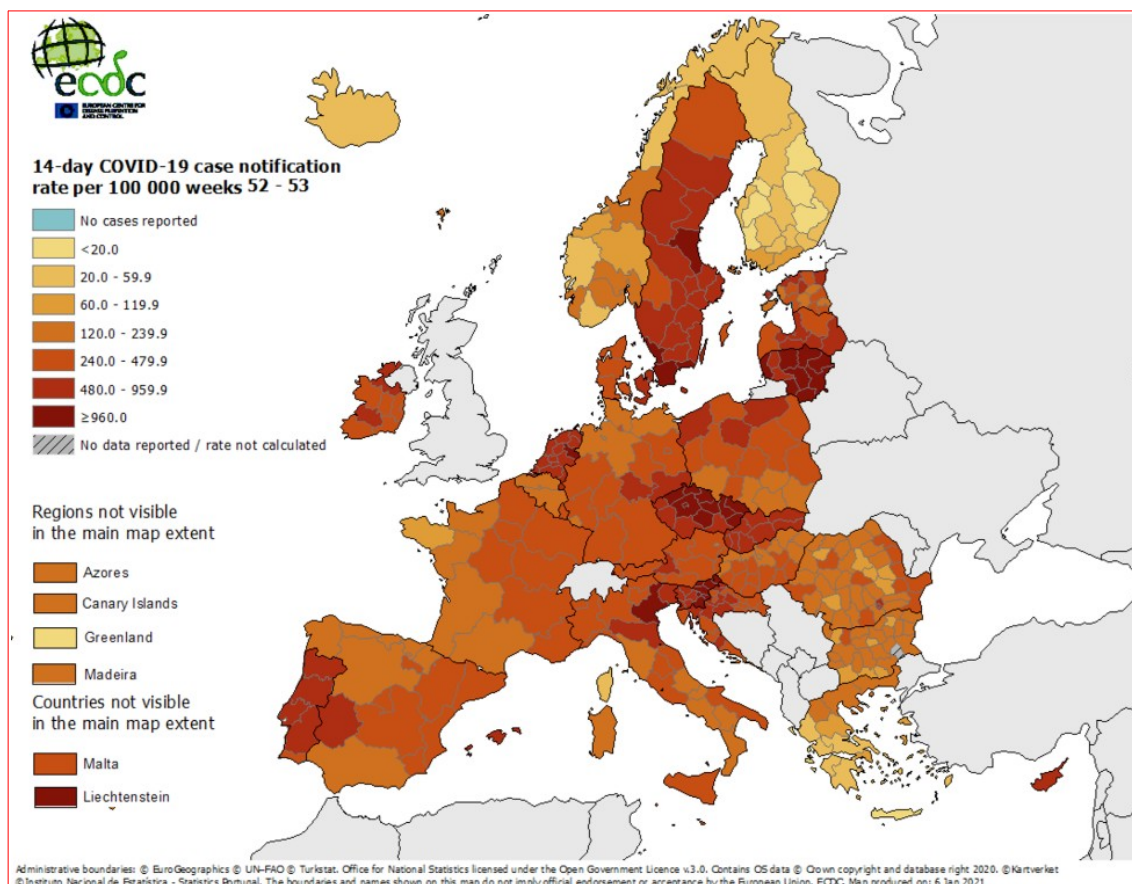 ecdc
EUROPEAN CENTRE FOR
DISEASE PREVENTION
AND CONTROL
14-day COVID-19 case notification
rate per 100 000 weeks 52 - 53
No cases reported
<20.0
20.0 - 59.9
60.0 - 119.9
120.0 - 239.9
240.0 - 479.9
480.0 - 959.9
≥960.0
No data reported / rate not calculated
Regions not visible
in the main map extent
Azores
Canary Islands
Greenland
Madeira
Countries not visible
in the main map extent
Malta
Liechtenstein
Administrative boundaries: © EuroGeographics © UN-FAO © Turkstat. Office for National Statistics licensed under the Open Government Licence v.3.0. Contains OS data © Crown copyright and database right 2020. ©Kartverket
©Instituto Nacional de Estatística - Statistics Portugal. The boundaries and names shown on this map do not imply official endorsement or acceptance by the European Union. ECDC. Map produced on: 6 Jan 2021